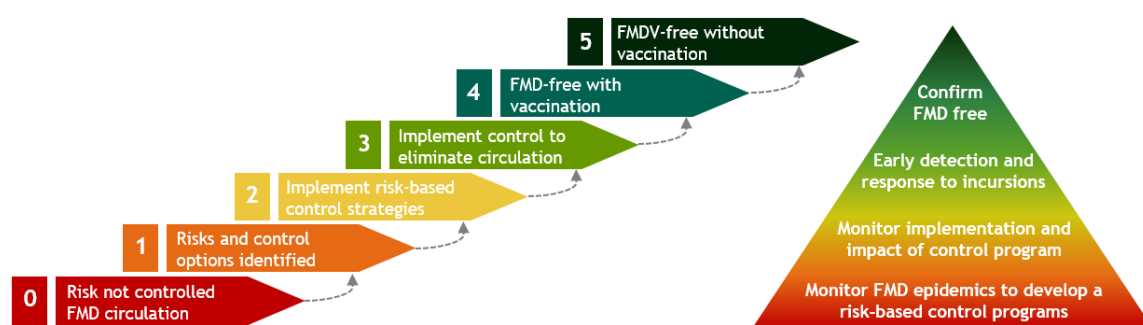 5
FMDV-free without
vaccination
4
FMD-free with
vaccination
3
Implement control to
eliminate circulation
2
Implement risk-based
control strategies
1
Risks and control
options identified
0
Risk not controlled
FMD circulation
Confirm
FMD free
Early detection and
response to incursions
Monitor implementation and
impact of control program
Monitor FMD epidemics to develop a
risk-based control programs